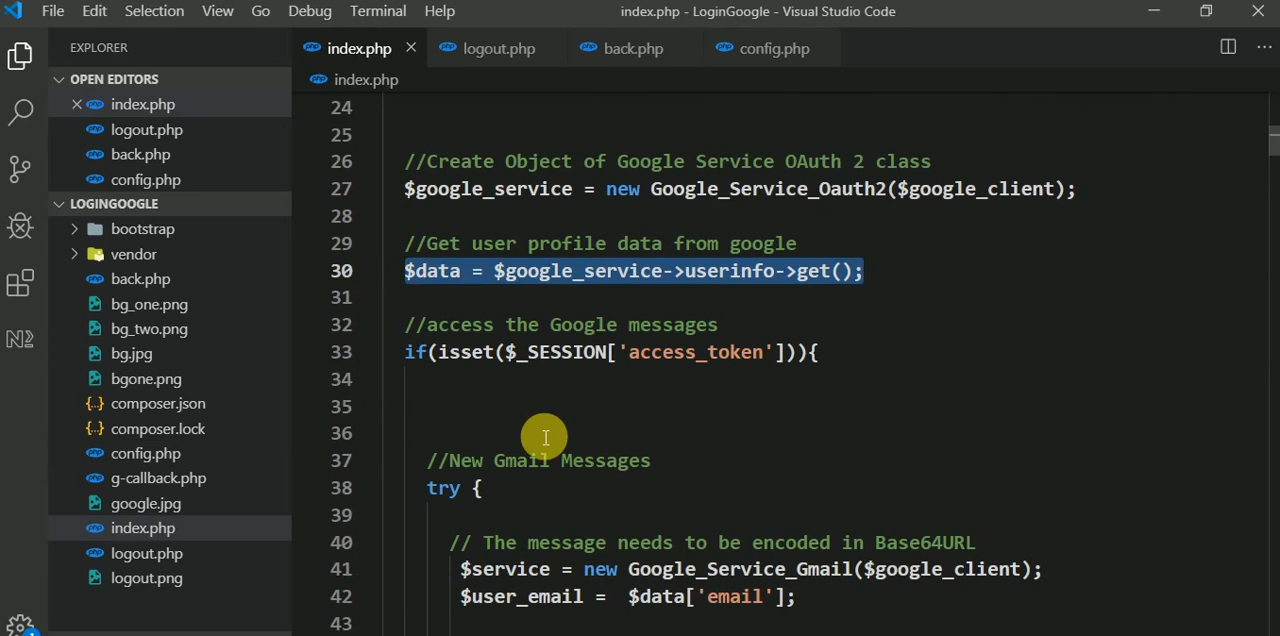 File Edit Selection View Go Debug Terminal Help index.php - LoginGoogle - Visual Studio Code
EXPLORER
OPEN EDITORS
index.php
logout.php
back.php
config.php
LOGINGOOGLE
bootstrap
vendor
back.php
bg_one.png
bg_two.png
bg.jpg
bgone.png
composer.json
composer.lock
config.php
g-callback.php
google.jpg
index.php
logout.php
logout.png
index.php logout.php back.php config.php
index.php
24
25
26 //Create Object of Google Service OAuth 2 class
27 $google_service = new Google_Service_Oauth2($google_client);
28
29 //Get user profile data from google
30 $data = $google_service->userinfo->get();
31
32 //access the Google messages
33 if(isset($_SESSION['access_token'])){
34
35
36
37 //New Gmail Messages
38 try {
39
40 // The message needs to be encoded in Base64URL
41 $service = new Google_Service_Gmail($google_client);
42 $user_email = $data['email'];
43